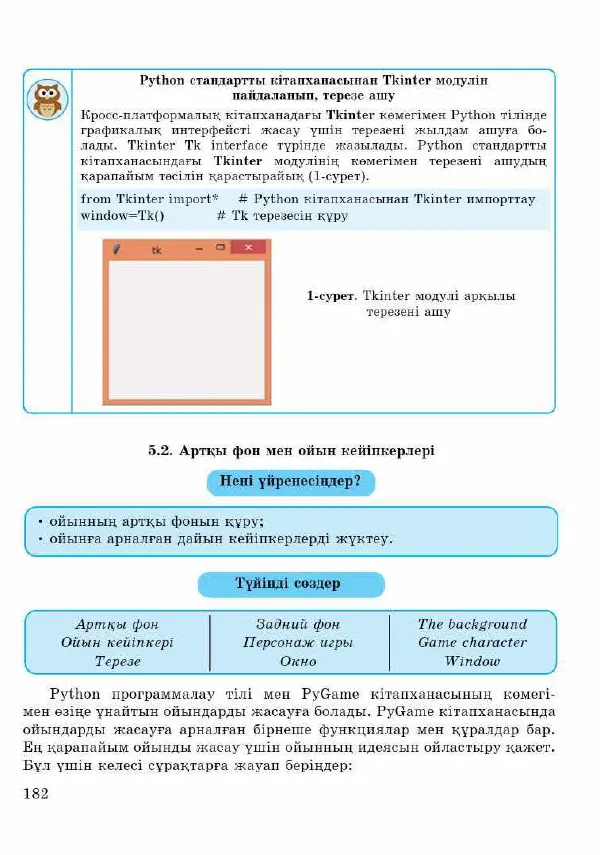 Python стандартты кітапханасынан Tkinter модулін
пайдаланып, терезе ашу
Кросс-платформалық кітапханадағы Tkinter көмегімен Python тілінде
графикалық интерфейсті жасау үшін терезені жылдам ашуға бо-
лады. Tkinter Tk interface түрінде жазылады. Python стандартты
кітапханасындағы Tkinter модулінің көмегімен терезені ашудың
қарапайым тәсілін қарастырайық (1-сурет).
from Tkinter import* # Python кітапханасынан Tkinter импорттау
window=Tk() # Tk терезесін құру
tk
1-сурет. Tkinter модулі арқылы
терезені ашу
5.2. Артқы фон мен ойын кейіпкерлері
Нені үйренесіңдер?
• ойынның артқы фонын құру;
• ойынға арналған дайын кейіпкерлерді жүктеу.
Түйінді сөздер
Артқы фон Задний фон The background
Ойын кейіпкері Персонаж игры Game character
Терезе Окно Window
Python программалау тілі мен PyGame кітапханасының көмегі-
мен өзіңе ұнайтын ойындарды жасауға болады. PyGame кітапханасында
ойындарды жасауға арналған бірнеше функциялар мен құралдар бар.
Ең қарапайым ойынды жасау үшін ойынның идеясын ойластыру қажет.
Бұл үшін келесі сұрақтарға жауап беріңдер:
182